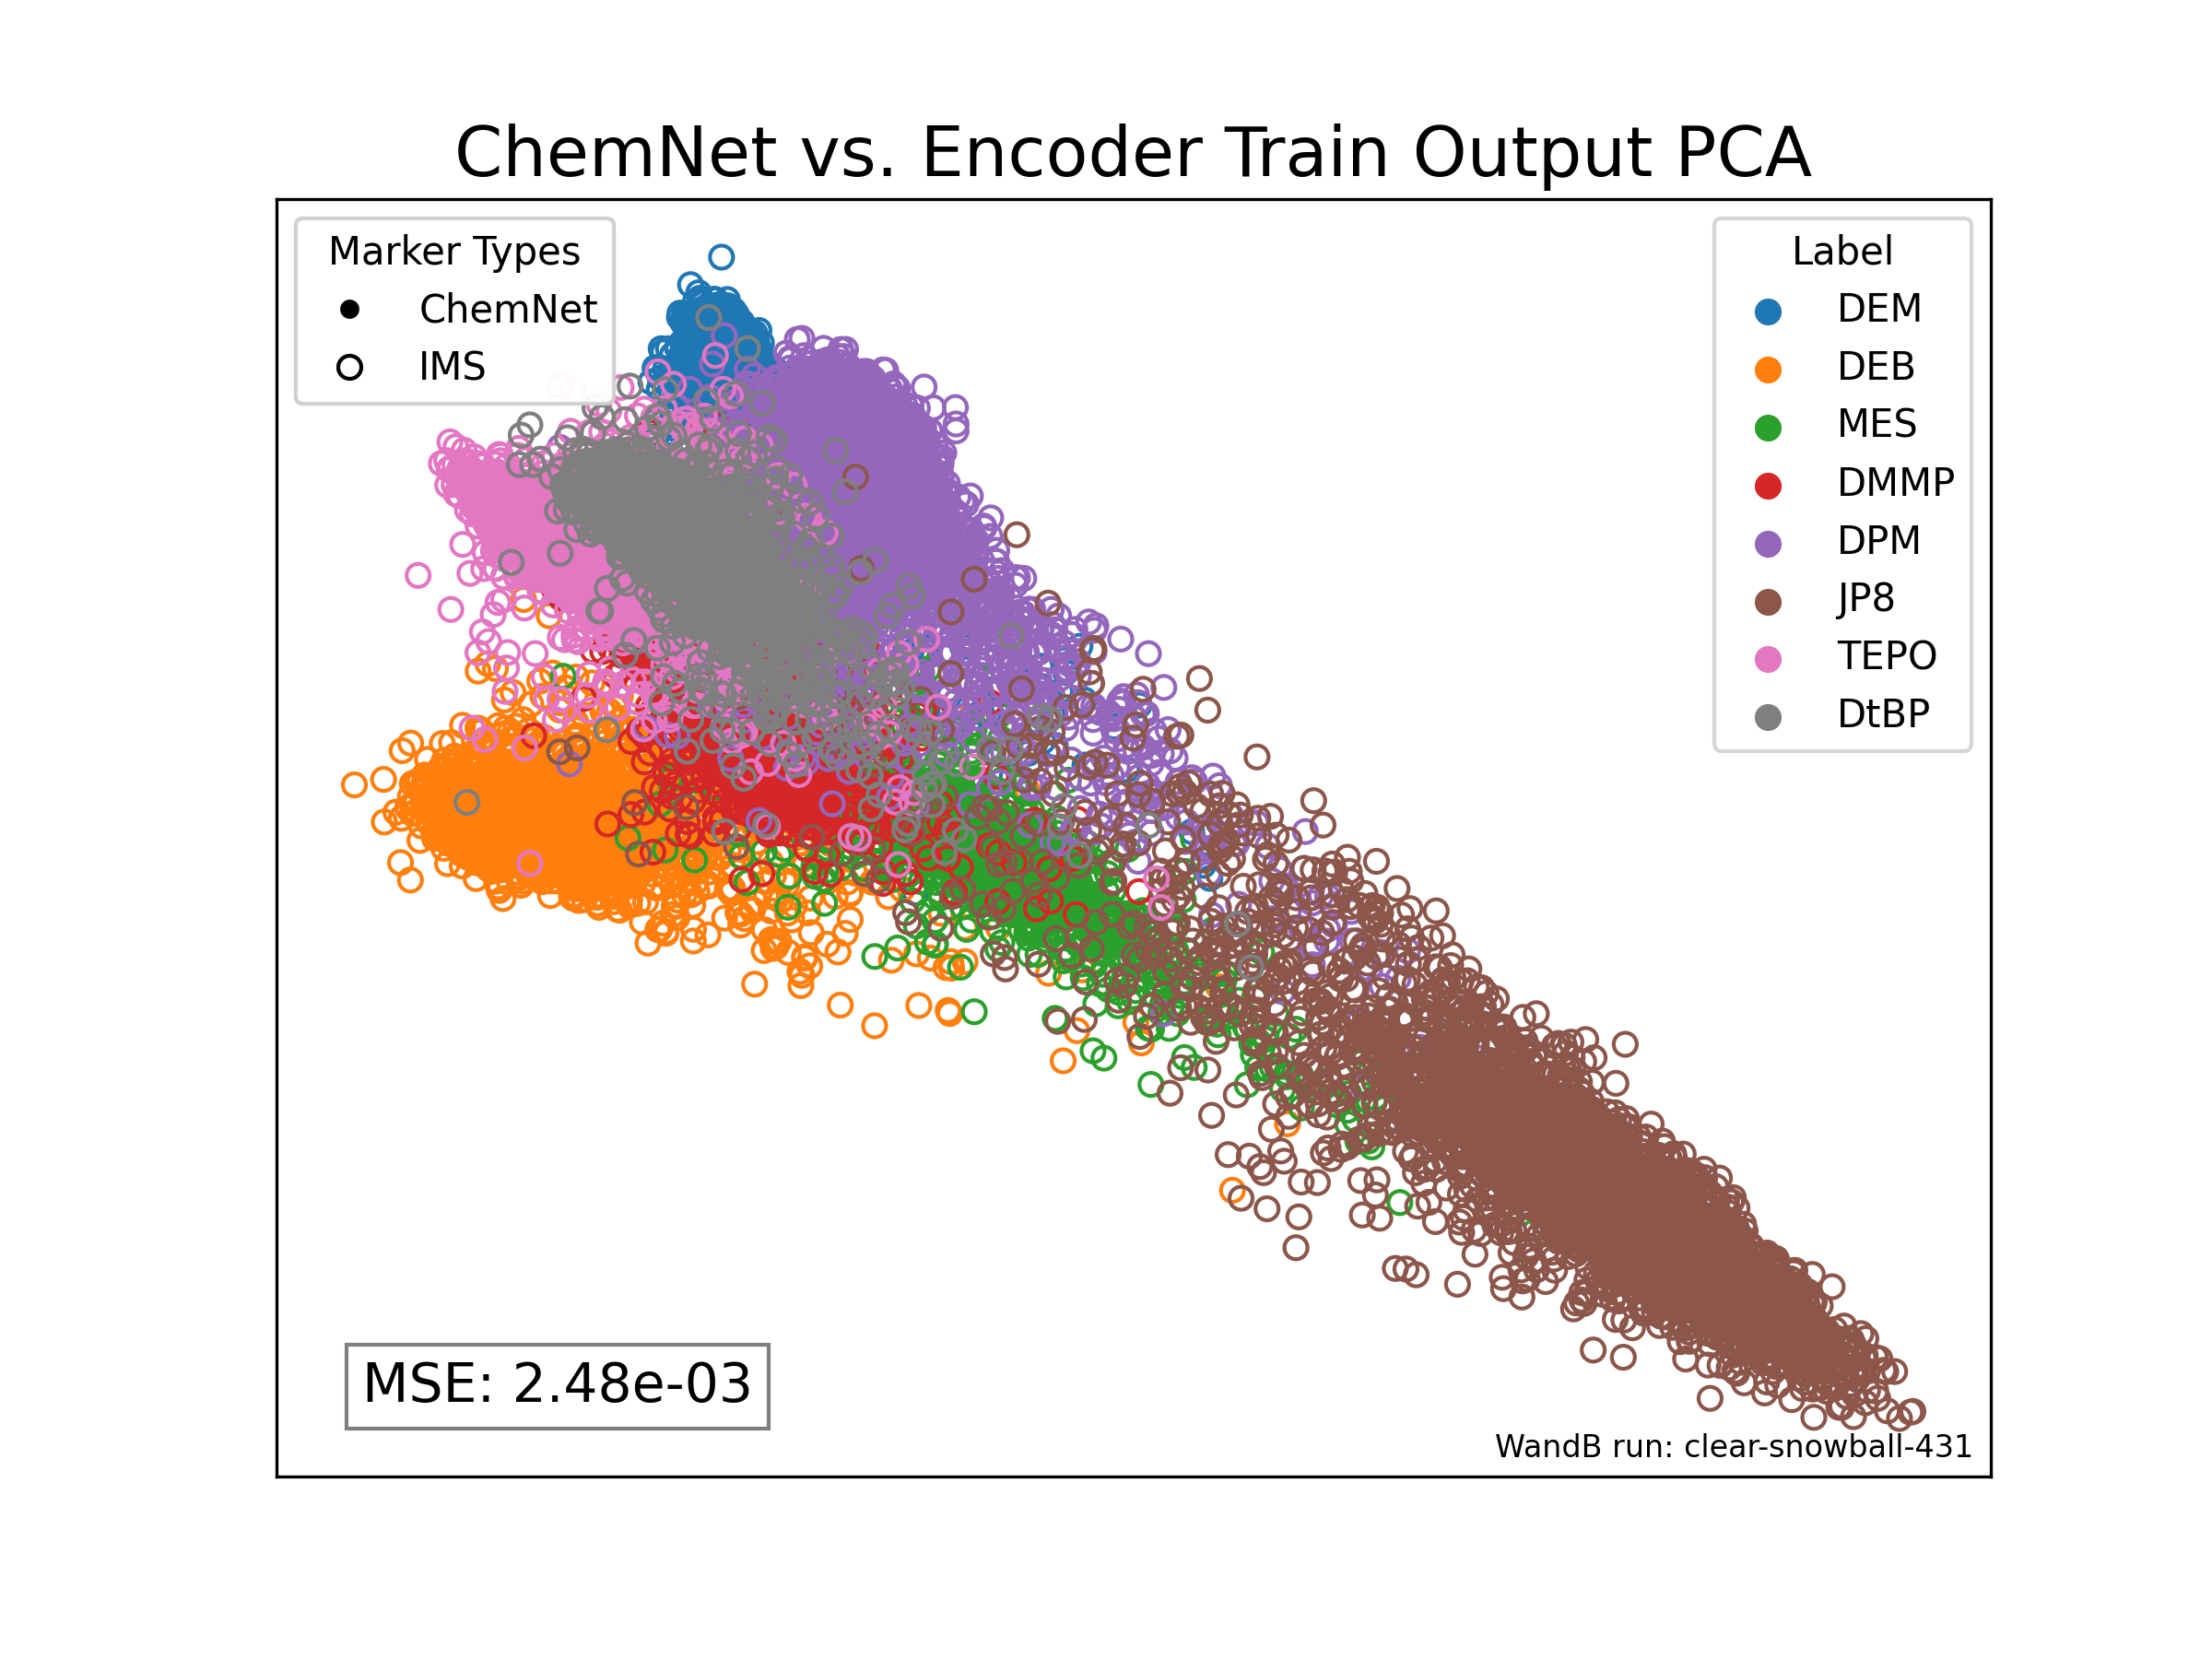 ChemNet vs. Encoder Train Output PCA
Marker Types
ChemNet
IMS
Label
DEM
DEB
MES
DMMP
DPM
JP8
TEPO
DtBP
MSE: 2.48e-03
WandB run: clear-snowball-431